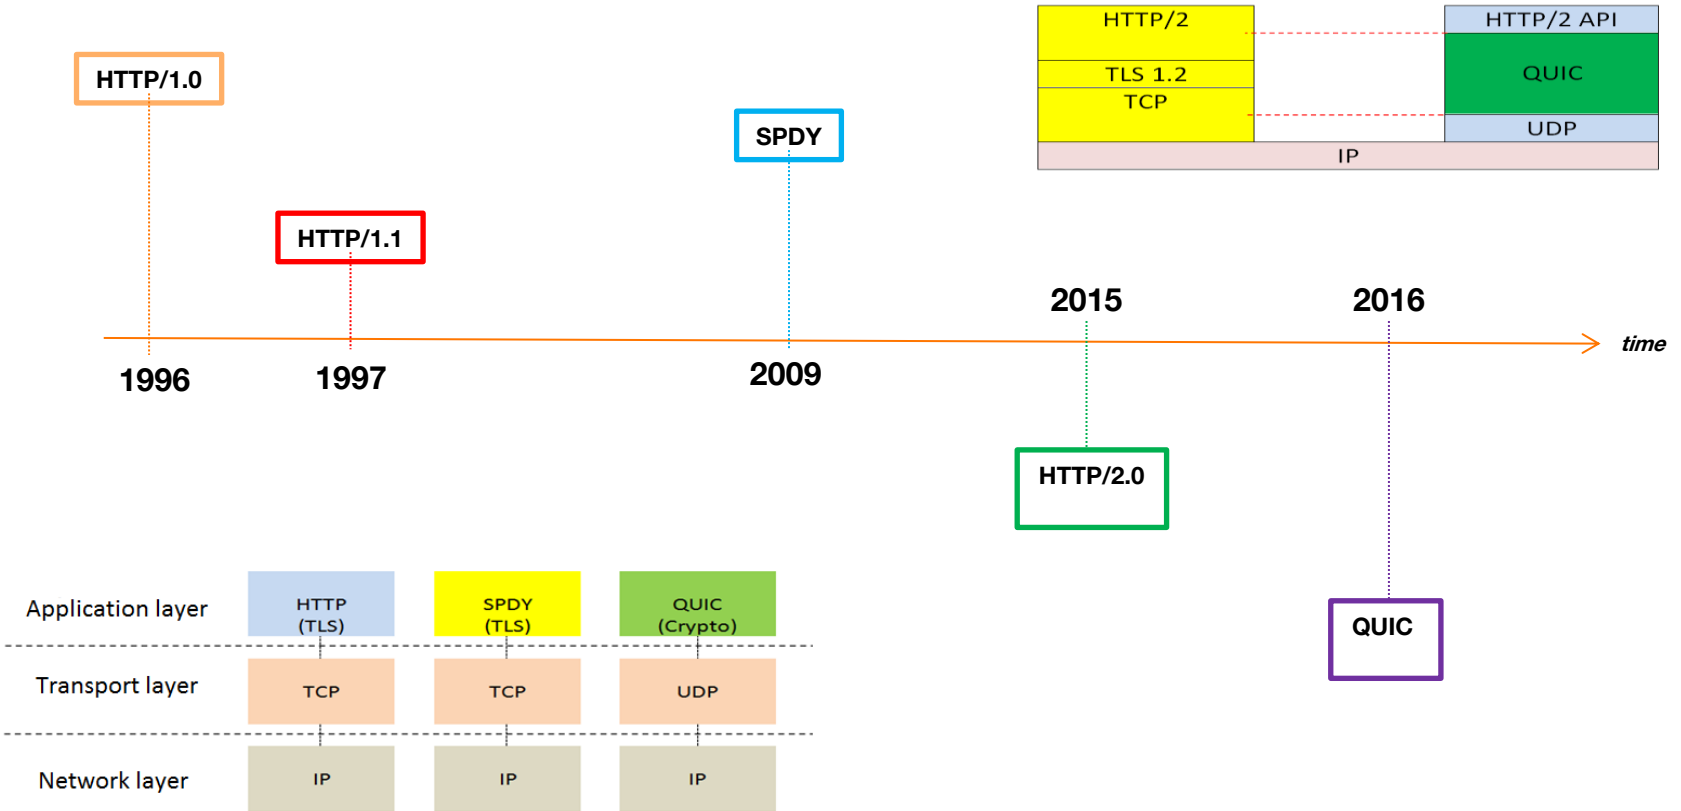 HTTP/1.0
HTTP/1.1
SPDY
HTTP/2
TLS 1.2
TCP
HTTP/2 API
QUIC
UDP
IP
2015
2016
time
1996
1997
2009
HTTP/2.0
QUIC
Application layer
HTTP
(TLS)
SPDY
(TLS)
QUIC
(Crypto)
Transport layer
TCP
TCP
UDP
Network layer
IP
IP
IP